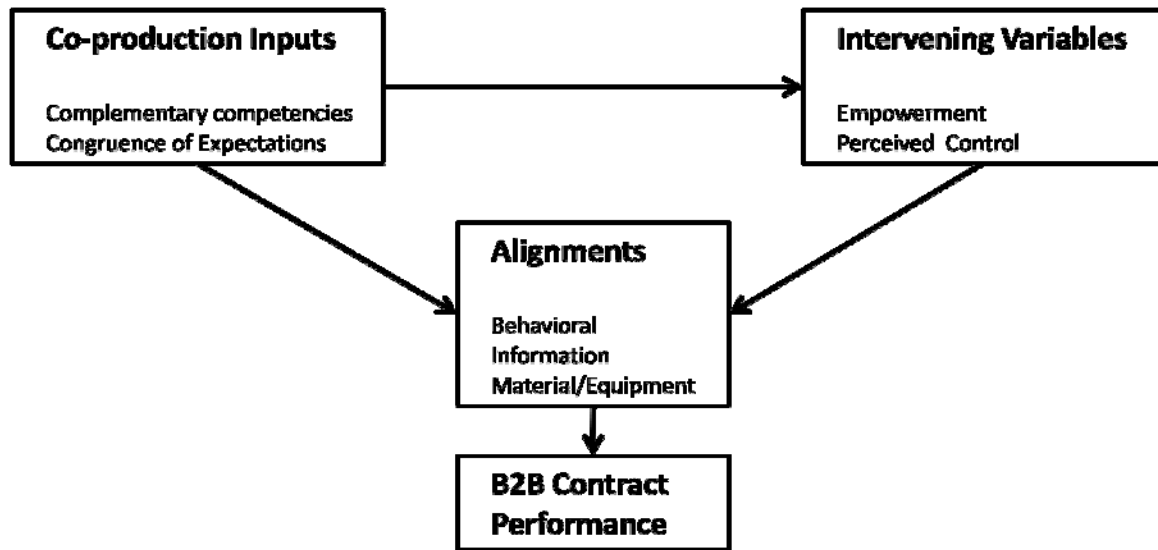 Co-production Inputs
Complementary competencies
Congruence of Expectations
Intervening Variables
Empowerment
Perceived Control
Alignments
Behavioral
Information
Material/Equipment
B2B Contract
Performance